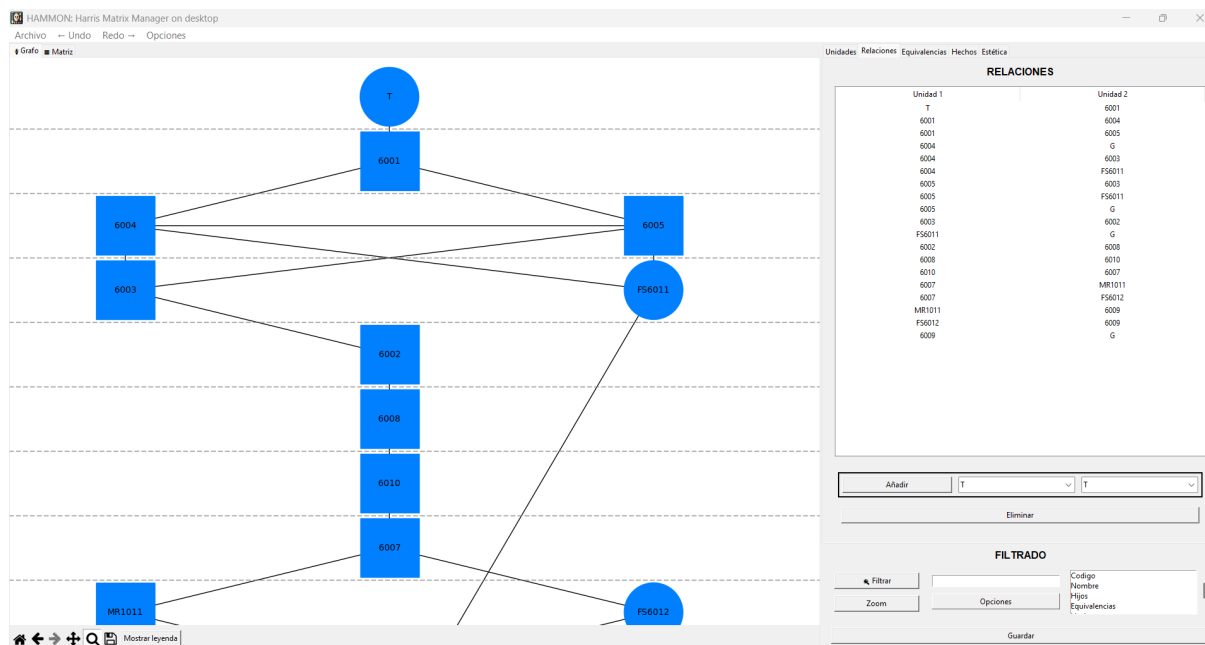 HAMMON: Harris Matrix Manager on desktop
Archivo ← Undo Redo → Opciones
Grafo Matriz
T
6001
6004 6005
6003 FS6011
6002
6008
6010
6007
MR1011 FS6012
Mostrar leyenda
Unidades Relaciones Equivalencias Hechos Estética
RELACIONES
Unidad 1 Unidad 2
T 6001
6001 6004
6001 6005
6004 G
6004 6003
6004 FS6011
6005 6003
6005 FS6011
6005 G
6003 6002
FS6011 G
6002 6008
6008 6010
6010 6007
6007 MR1011
6007 FS6012
MR1011 6009
FS6012 6009
6009 G
Añadir T T
Eliminar
FILTRADO
Filtrar
Zoom Opciones
Codigo
Nombre
Hijos
Equivalencias
Guardar